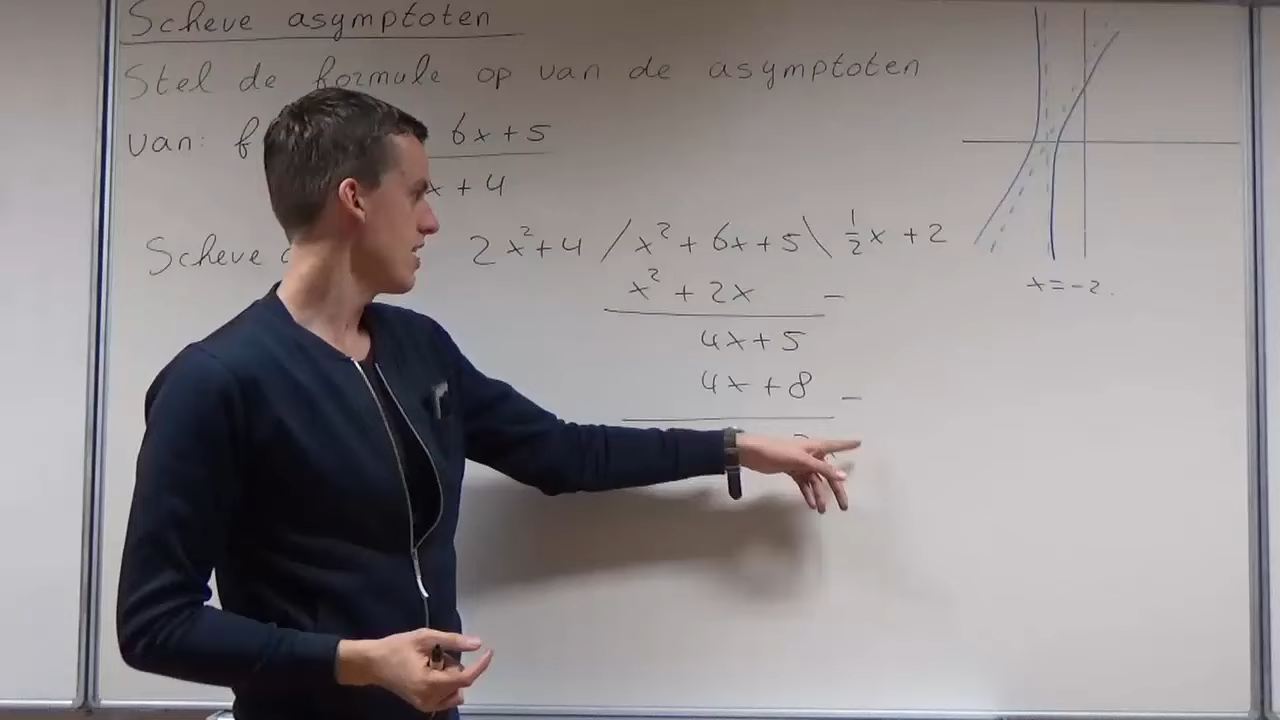 Scheve asymptoten
Stel de formule op van de asymptoten
van: f 6x+5
x + 4
Scheve 2x²+4 / x² + 6x+5 \ ½x + 2
x² + 2x -
4x + 5
4x + 8 -
x = -2.